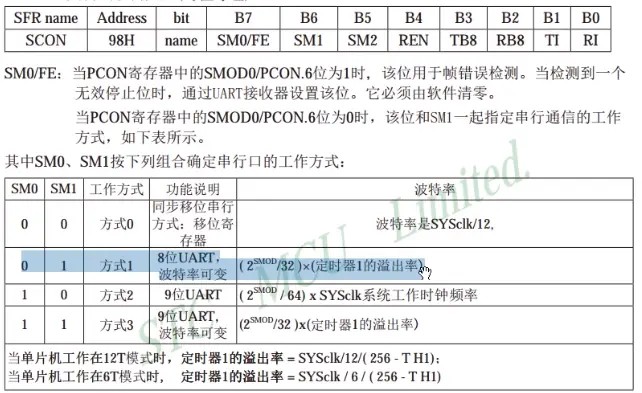 SFR name Address bit B7 B6 B5 B4 B3 B2 B1 B0
SCON 98H name SM0/FE SM1 SM2 REN TB8 RB8 TI RI
SM0/FE：当PCON寄存器中的SMOD0/PCON.6位为1时，该位用于帧错误检测。当检测到一个
无效停止位时，通过UART接收器设置该位。它必须由软件清零。
当PCON寄存器中的SMOD0/PCON.6位为0时，该位和SM1一起指定串行通信的工作
方式，如下表所示。
其中SM0、SM1按下列组合确定串行口的工作方式：
SM0 SM1 工作方式 功能说明 波特率
0 0 方式0 同步移位串行
方式：移位寄
存器 波特率是SYSclk/12,
0 1 方式1 8位UART，
波特率可变 ( 2SMOD/32 )×(定时器1的溢出率)
1 0 方式2 9位UART ( 2SMOD / 64) x SYSclk系统工作时钟频率
1 1 方式3 9位UART，
波特率可变 (2SMOD/32 )x(定时器1的溢出率)
当单片机工作在12T模式时，定时器1的溢出率 = SYSclk/12/( 256 - T H1)；
当单片机工作在6T模式时， 定时器1的溢出率 = SYSclk / 6 / ( 256 - T H1)
STC MCU Limited.